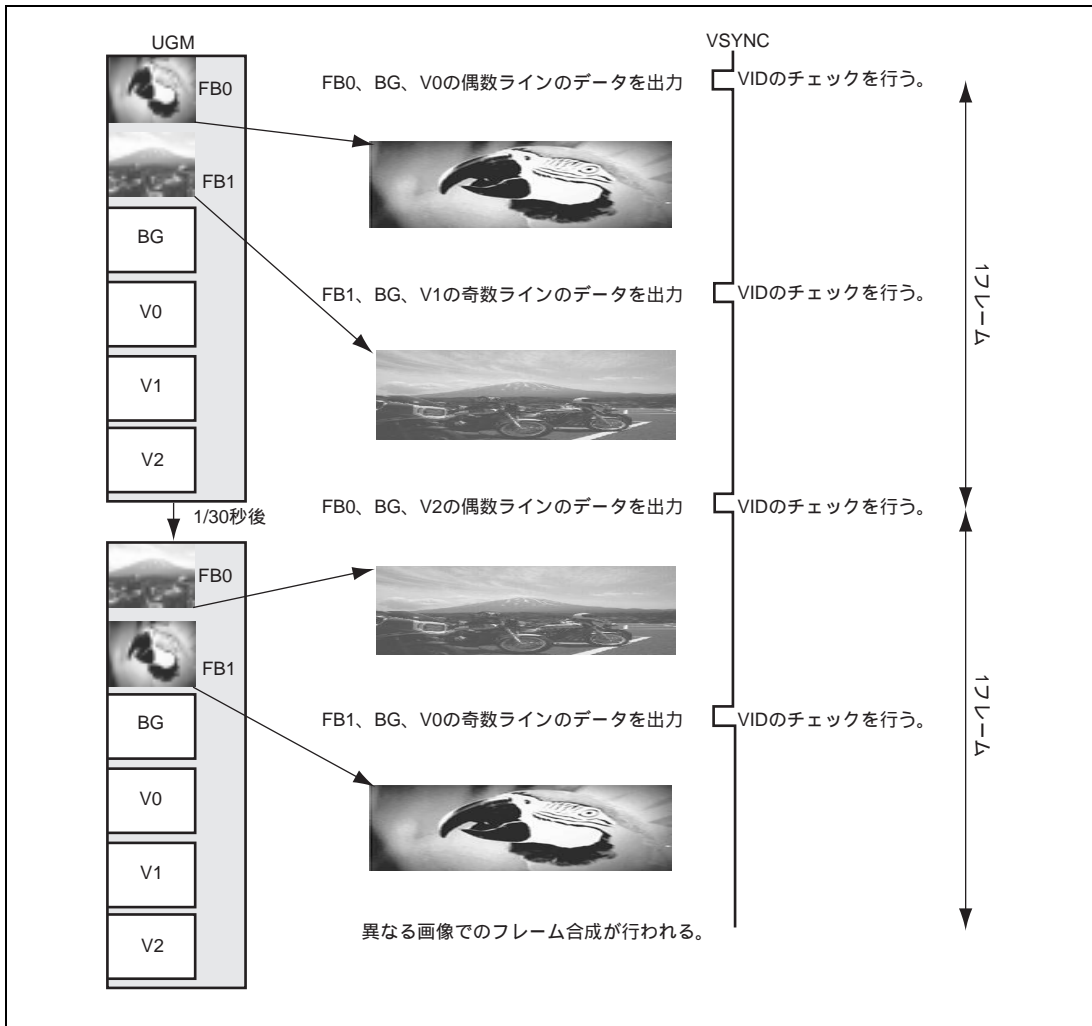 UGM
VSYNC
FB0
FB0、BG、V0の偶数ラインのデータを出力
VIDのチェックを行う。
FB1
BG
V0
V1
V2
FB1、BG、V1の奇数ラインのデータを出力
VIDのチェックを行う。
1フレーム
FB0、BG、V2の偶数ラインのデータを出力
VIDのチェックを行う。
1/30秒後
FB0
FB1
BG
V0
V1
V2
FB1、BG、V0の奇数ラインのデータを出力
VIDのチェックを行う。
1フレーム
異なる画像でのフレーム合成が行われる。